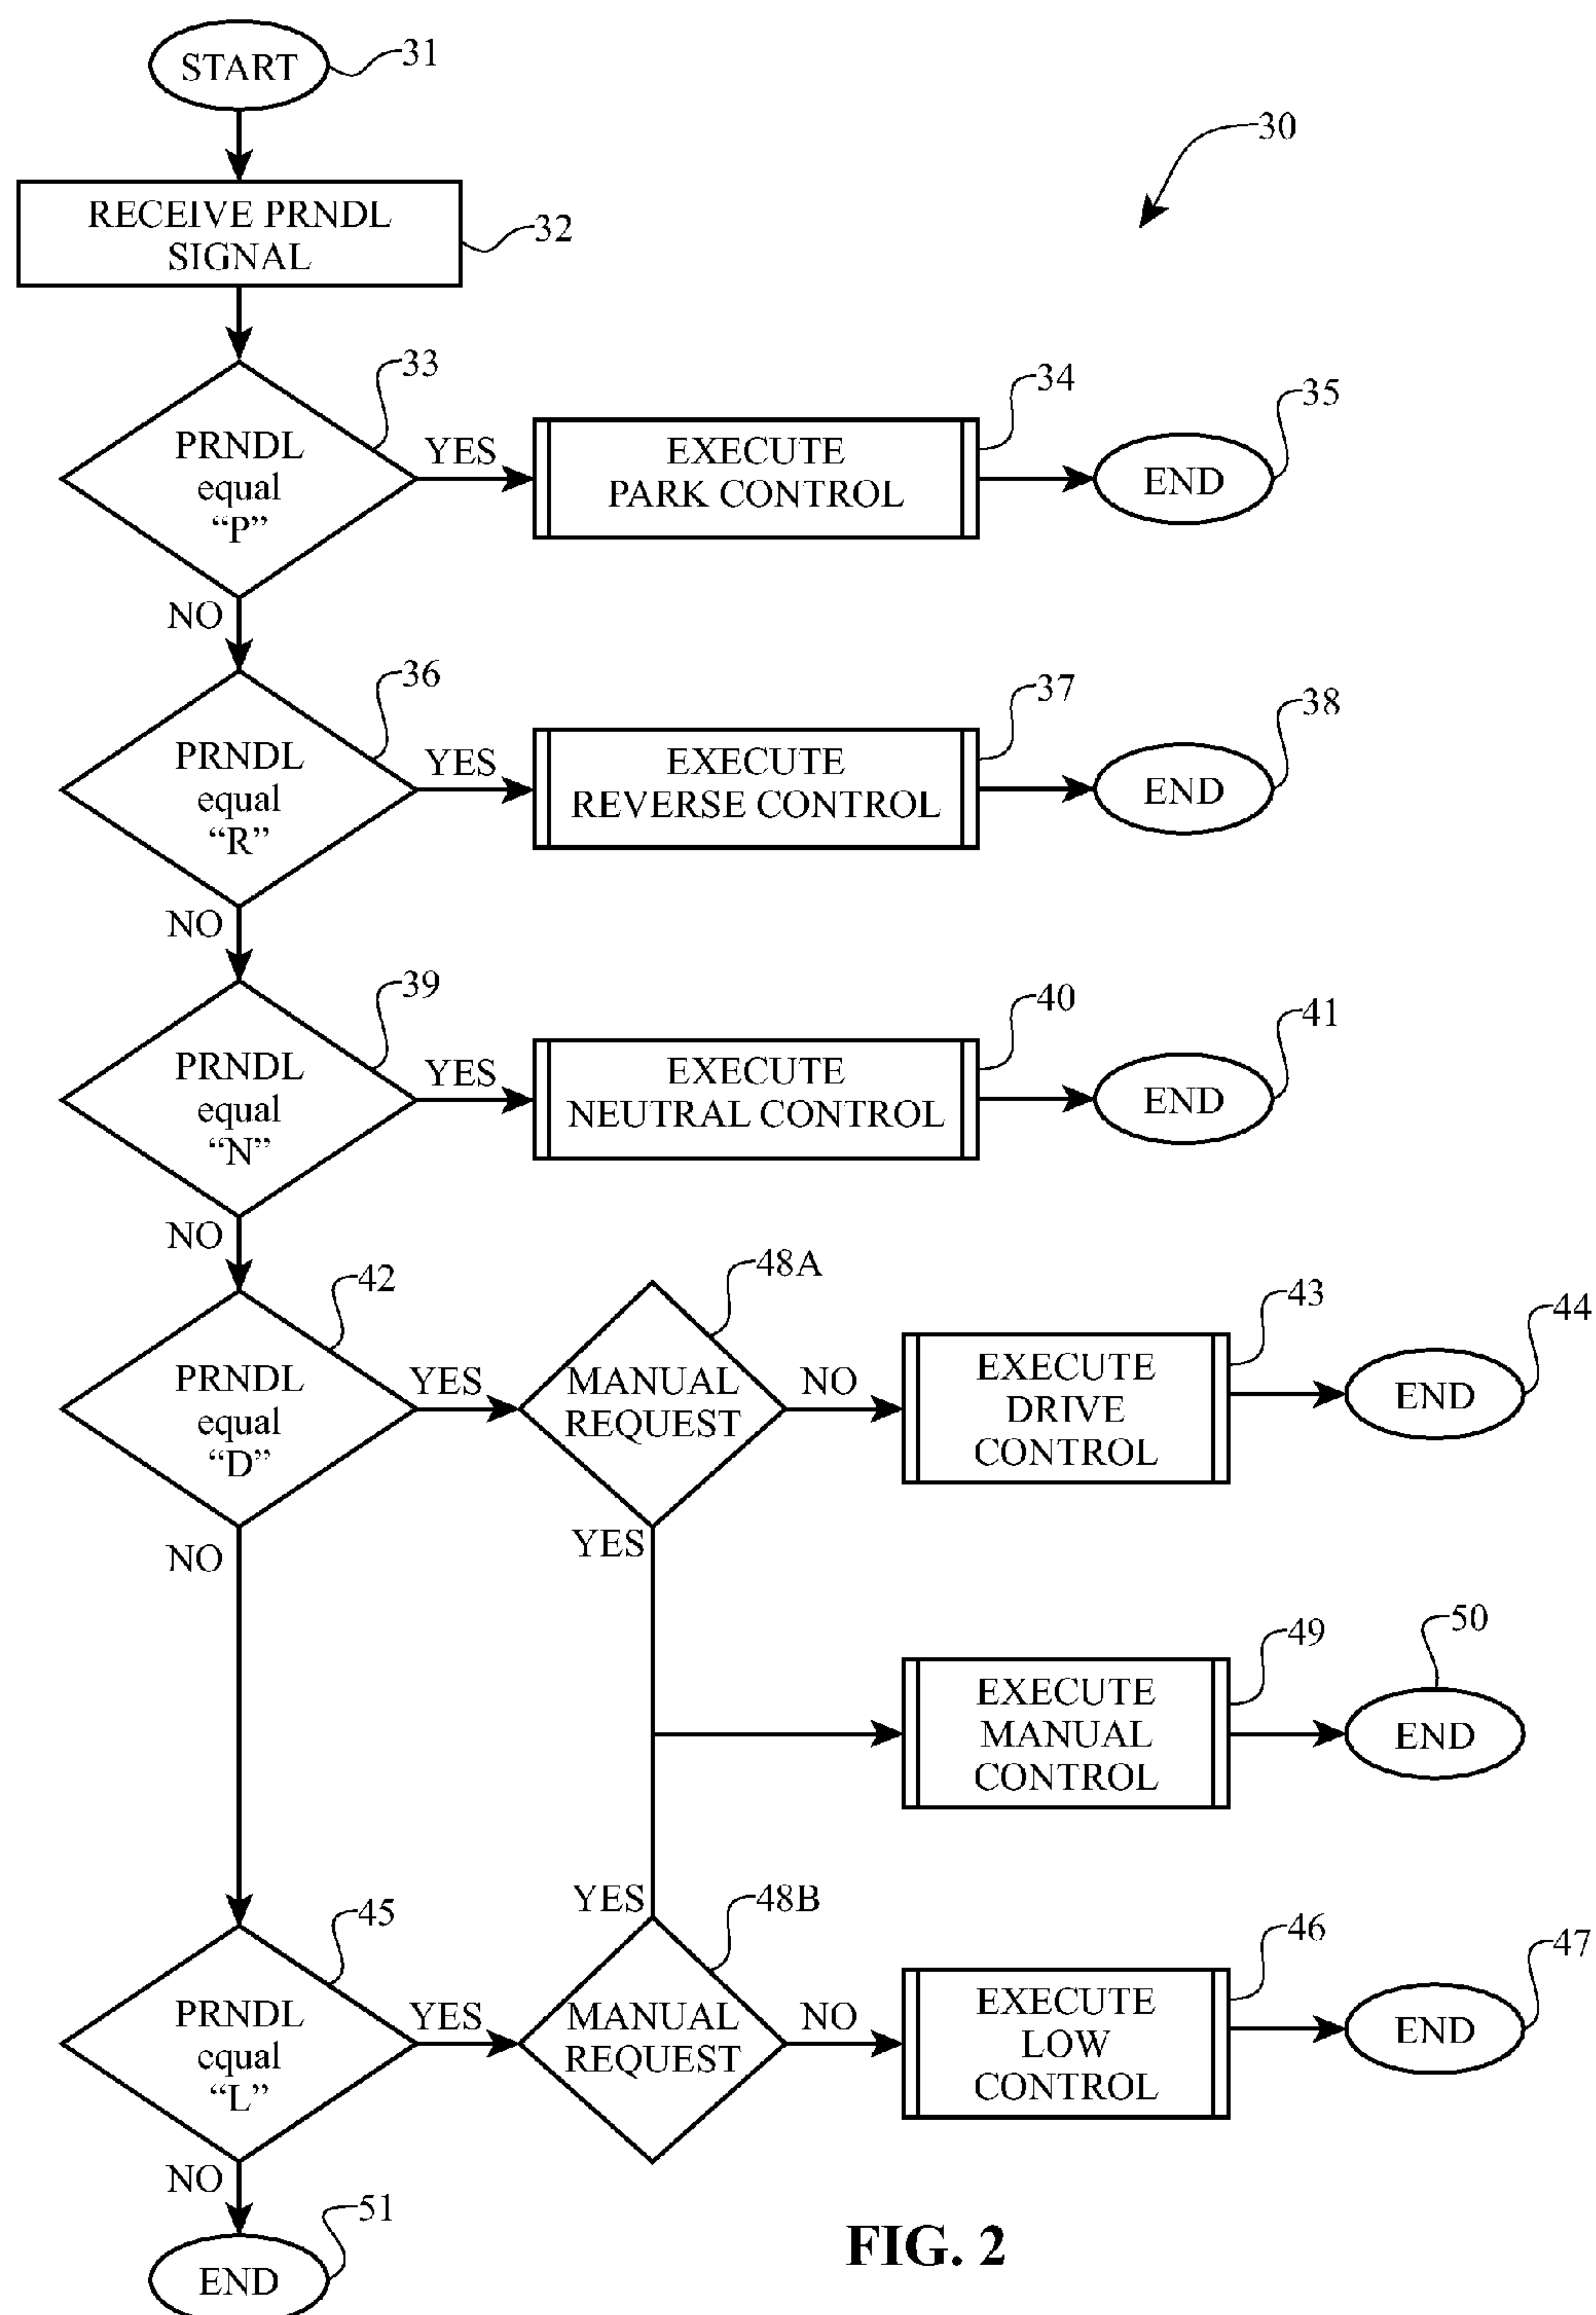 START
31
30
RECEIVE PRNDL
SIGNAL
32
33
PRNDL
equal
“P”
YES
EXECUTE
PARK CONTROL
34
END
35
NO
36
PRNDL
equal
“R”
YES
EXECUTE
REVERSE CONTROL
37
END
38
NO
39
PRNDL
equal
“N”
YES
EXECUTE
NEUTRAL CONTROL
40
END
41
NO
42
PRNDL
equal
“D”
YES
48A
MANUAL
REQUEST
NO
43
EXECUTE
DRIVE
CONTROL
44
END
NO
YES
49
EXECUTE
MANUAL
CONTROL
50
END
45
PRNDL
equal
“L”
YES
YES
48B
MANUAL
REQUEST
NO
46
EXECUTE
LOW
CONTROL
47
END
NO
51
END
FIG. 2